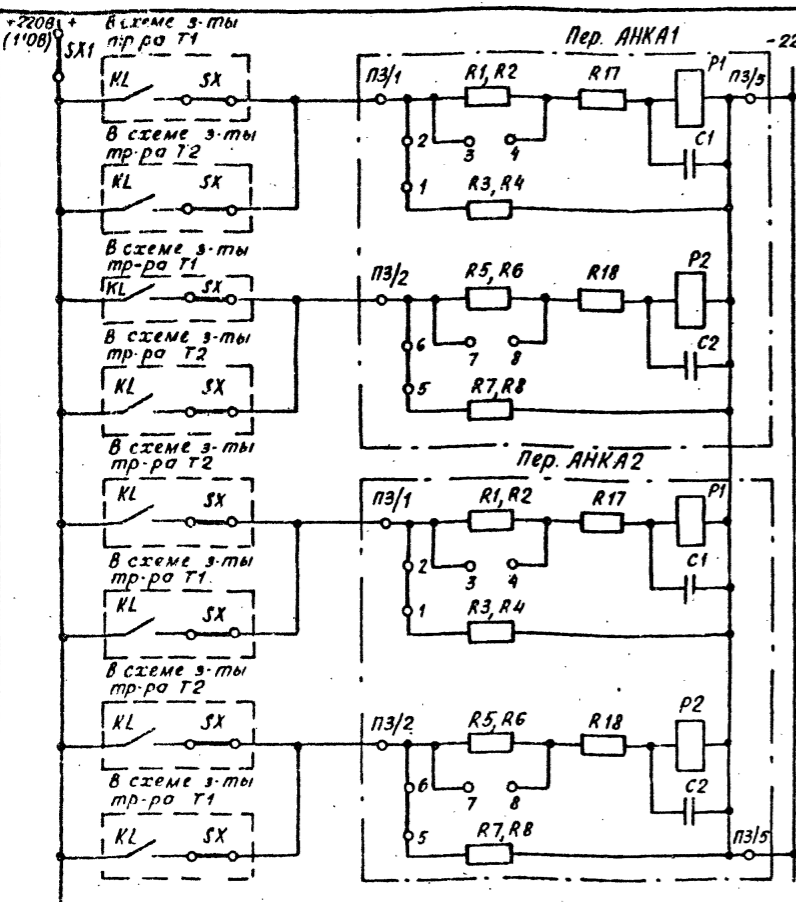 +220В +
(110В)
SX1
В схеме з-ты
тр-ра Т1
KL SX
В схеме з-ты
тр-ра Т2
KL SX
В схеме з-ты
тр-ра Т1
KL SX
В схеме з-ты
тр-ра Т2
KL SX
В схеме з-ты
тр-ра Т2
KL SX
В схеме з-ты
тр-ра Т1
KL SX
В схеме з-ты
тр-ра Т2
KL SX
В схеме з-ты
тр-ра Т1
KL SX
Пер. АНКА1
-22
П3/1 R1, R2 R17 P1 П3/5
2 3 4 C1
1 R3, R4
П3/2 R5, R6 R18 P2
6 7 8 C2
5 R7, R8
Пер. АНКА2
П3/1 R1, R2 R17 P1
2 3 4 C1
1 R3, R4
П3/2 R5, R6 R18 P2
6 7 8 C2
5 R7, R8 П3/5